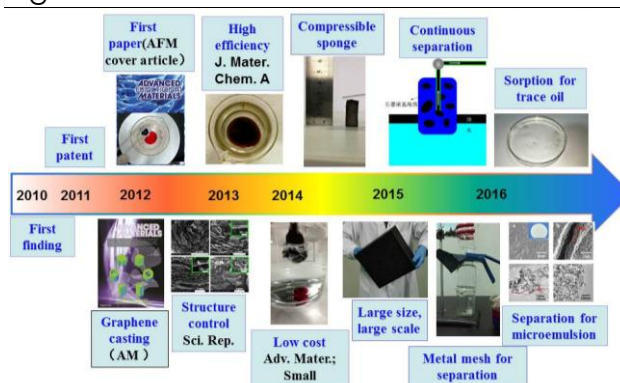 First
paper(AFM
cover article）
High
efficiency
J. Mater.
Chem. A
Compressible
sponge
Continuous
separation
Sorption for
trace oil
First
patent
ADVANCED
MATERIALS
2010
2011
2012
2013
2014
2015
2016
First
finding
Graphene
casting
（AM ）
Structure
control
Sci. Rep.
Low cost
Adv. Mater.;
Small
Large size,
large scale
Metal mesh for
separation
Separation for
microemulsion